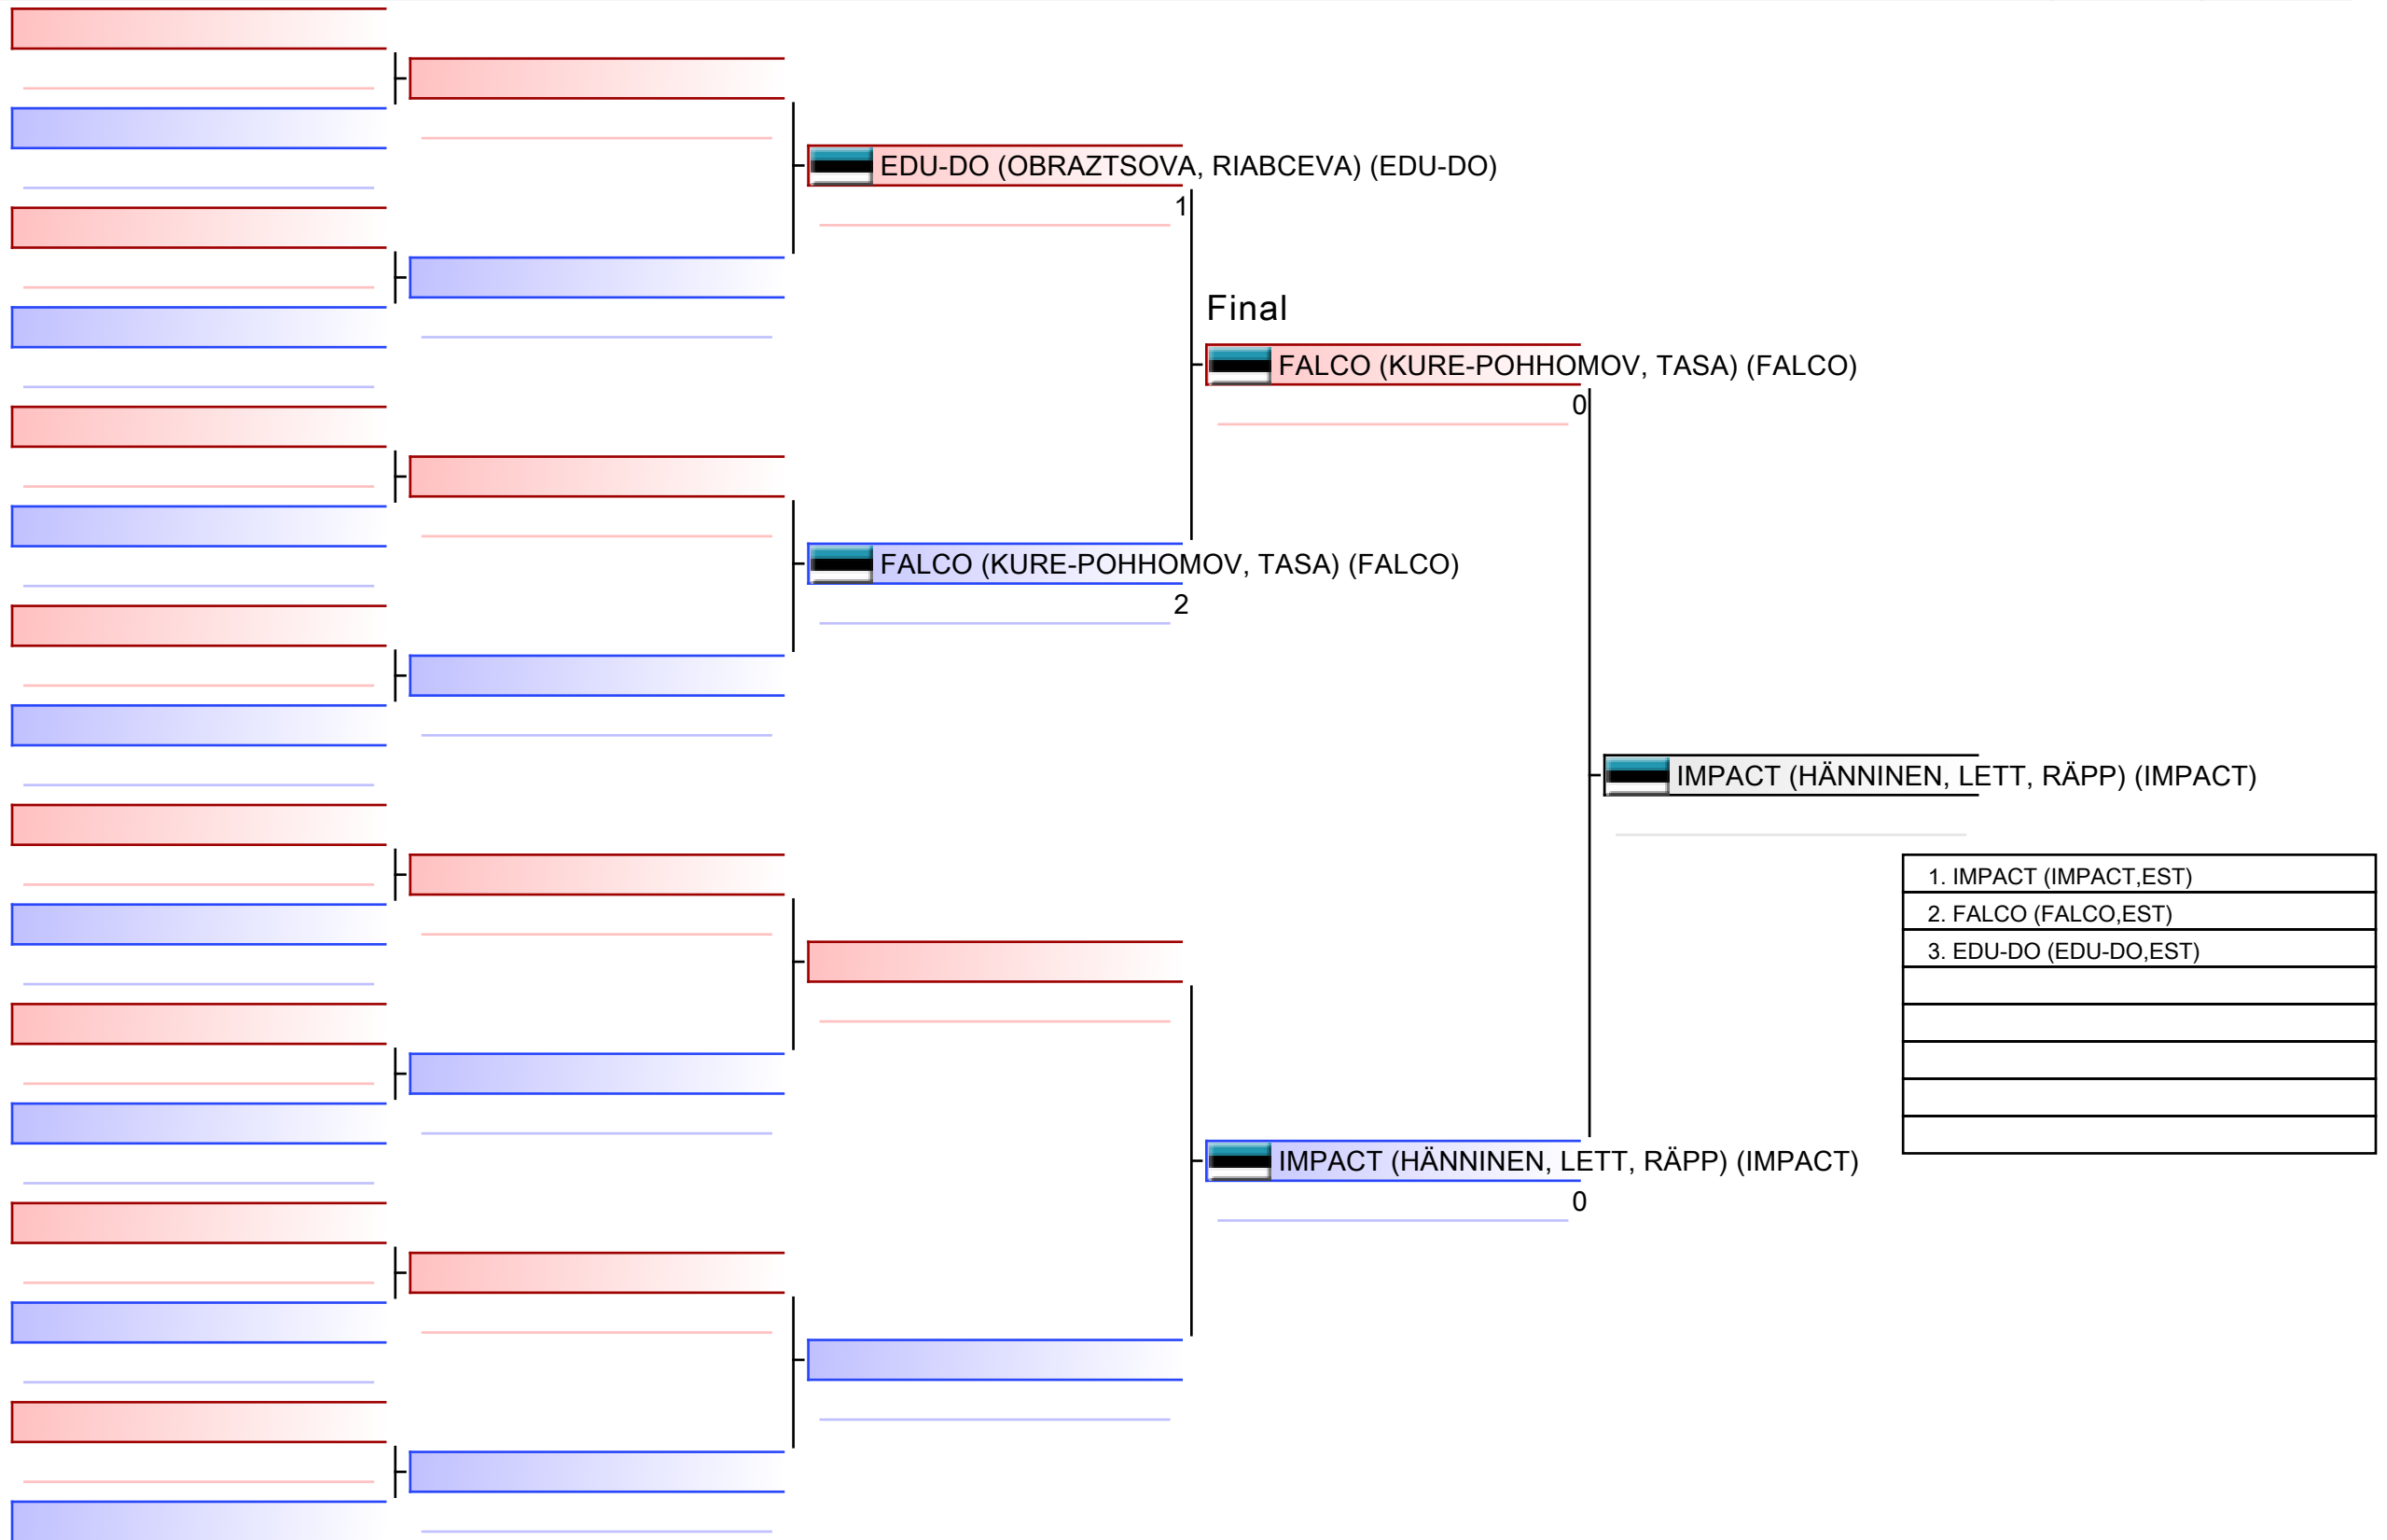 EDU-DO (OBRAZTSOVA, RIABCEVA) (EDU-DO)
1
Final
FALCO (KURE-POHHOMOV, TASA) (FALCO)
0
FALCO (KURE-POHHOMOV, TASA) (FALCO)
2
IMPACT (HÄNNINEN, LETT, RÄPP) (IMPACT)
1. IMPACT (IMPACT,EST)
2. FALCO (FALCO,EST)
3. EDU-DO (EDU-DO,EST)
IMPACT (HÄNNINEN, LETT, RÄPP) (IMPACT)
0